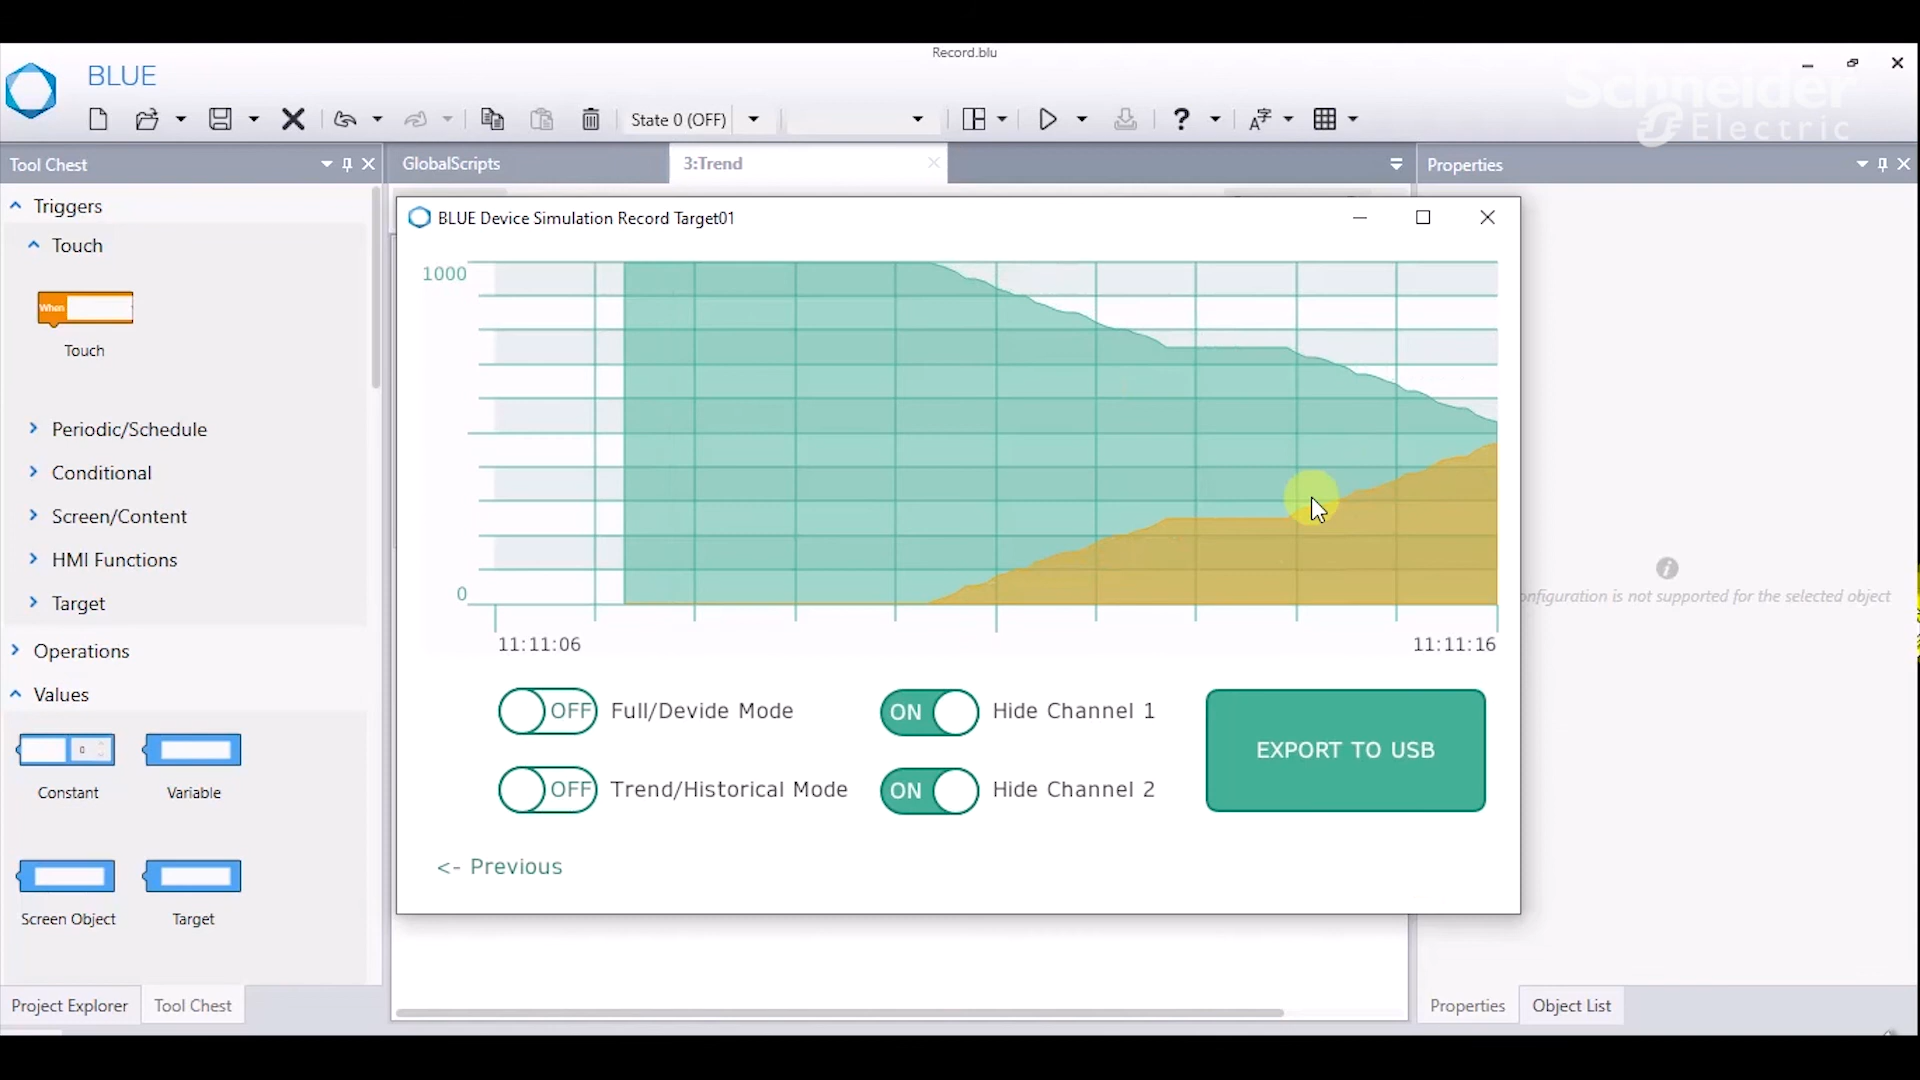 Record.blu
BLUE
Schneider
Electric
State 0 (OFF)
Tool Chest
GlobalScripts
3:Trend
Properties
Triggers
Touch
When
Touch
Periodic/Schedule
Conditional
Screen/Content
HMI Functions
Target
Operations
Values
0
Constant
Variable
Screen Object
Target
Project Explorer
Tool Chest
BLUE Device Simulation Record Target01
1000
0
11:11:06
11:11:16
OFF Full/Devide Mode
ON Hide Channel 1
OFF Trend/Historical Mode
ON Hide Channel 2
EXPORT TO USB
<- Previous
onfiguration is not supported for the selected object
Properties
Object List